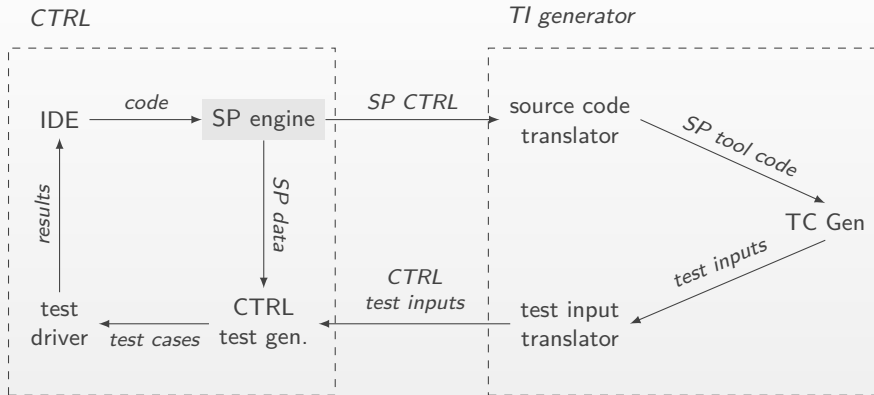 CTRL
TI generator
IDE
code
SP engine
SP CTRL
source code
translator
SP tool code
TC Gen
results
SP data
test inputs
CTRL
test inputs
test
driver
test cases
CTRL
test gen.
test input
translator